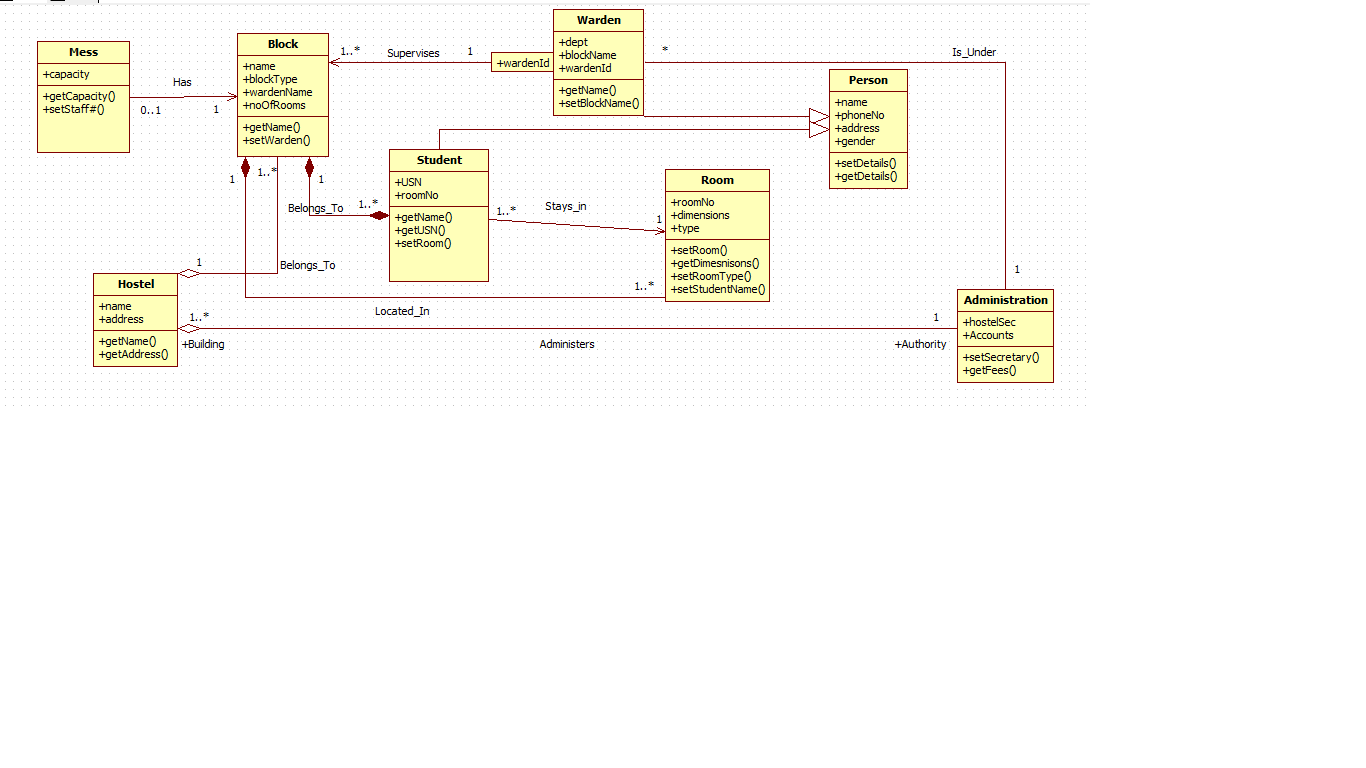 Mess
+capacity
+getCapacity()
+setStaff#()
Has
0..1
1
Block
+name
+blockType
+wardenName
+noOfRooms
+getName()
+setWarden()
1..*
Supervises
1
+wardenId
Warden
+dept
+blockName
+wardenId
+getName()
+setBlockName()
*
Is_Under
Person
+name
+phoneNo
+address
+gender
+setDetails()
+getDetails()
1
1..*
1
Belongs_To
1..*
Student
+USN
+roomNo
+getName()
+getUSN()
+setRoom()
1..*
Stays_in
1
Room
+roomNo
+dimensions
+type
+setRoom()
+getDimesnisons()
+setRoomType()
+setStudentName()
1..*
1
Belongs_To
Located_In
Hostel
+name
+address
+getName()
+getAddress()
1..*
+Building
Administers
1
+Authority
1
Administration
+hostelSec
+Accounts
+setSecretary()
+getFees()